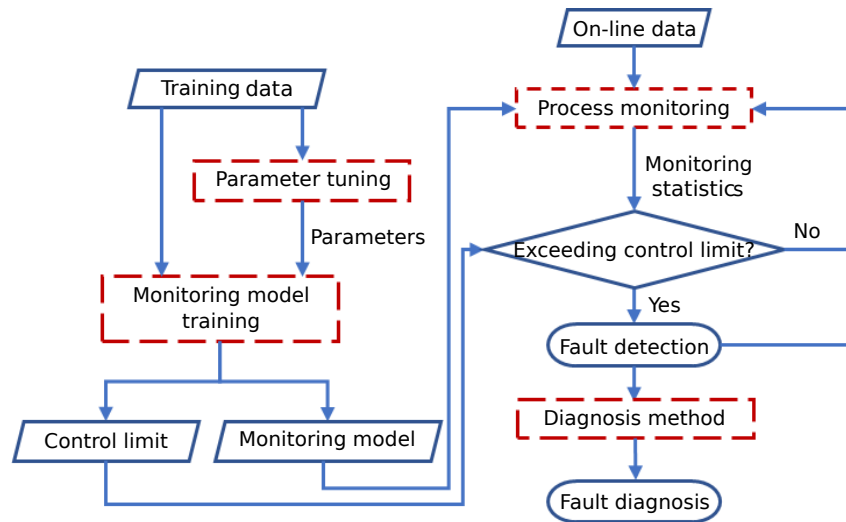 On-line data
Training data
Process monitoring
Parameter tuning
Monitoring
statistics
Parameters
No
Exceeding control limit?
Monitoring model
training
Yes
Fault detection
Control limit
Monitoring model
Diagnosis method
Fault diagnosis